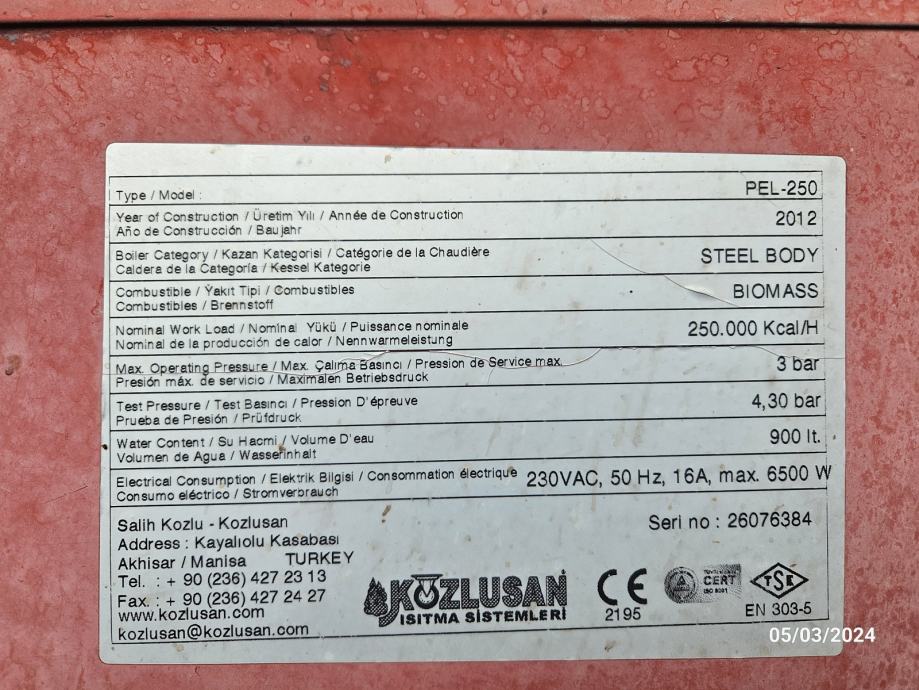 Type / Model : PEL-250
Year of Construction / Üretim Yılı / Année de Construction 2012
Año de Construcción / Baujahr
Boiler Category / Kazan Kategorisi / Catégorie de la Chaudière STEEL BODY
Caldera de la Categoría / Kessel Kategorie
Combustible / Yakıt Tipi / Combustibles BIOMASS
Combustibles / Brennstoff
Nominal Work Load / Nominal Yükü / Puissance nominale 250.000 Kcal/H
Nominal de la producción de calor / Nennwarmeleistung
Max. Operating Pressure / Max. Çalıma Basıncı / Pression de Service max. 3 bar
Presión máx. de servicio / Maximalen Betriebsdruck
Test Pressure / Test Basıncı / Pression D'épreuve 4,30 bar
Prueba de Presión / Prüfdruck
Water Content / Su Hacmi / Volume D'eau 900 lt.
Volumen de Agua / Wasserinhalt
Electrical Consumption / Elektrik Bilgisi / Consommation électrique 230VAC, 50 Hz, 16A, max. 6500 W
Consumo eléctrico / Stromverbrauch
Salih Kozlu - Kozlusan Seri no : 26076384
Address : Kayalıolu Kasabası
Akhisar / Manisa TURKEY
Tel. : + 90 (236) 427 23 13
Fax. : + 90 (236) 427 24 27
www.kozlusan.com
kozlusan@kozlusan.com
KOZLUSAN
ISITMA SİSTEMLERİ
CE
2195
CERT
ISO 9001
TSE
EN 303-5
05/03/2024